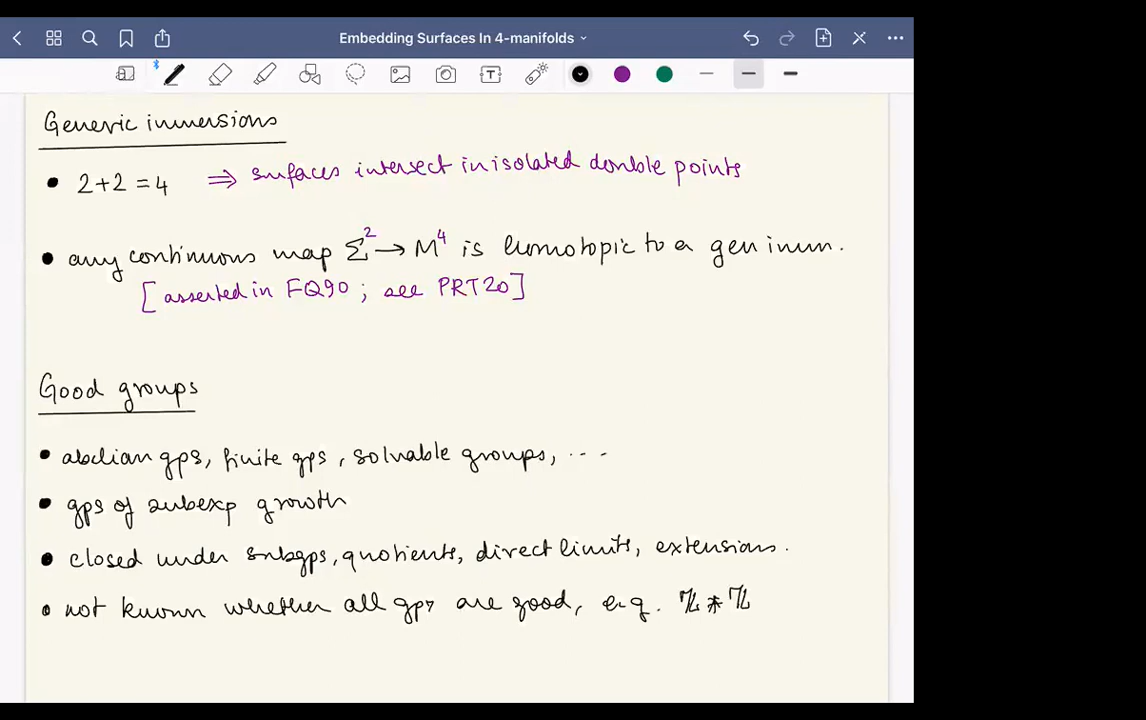 Embedding Surfaces In 4-manifolds
Generic immersions
• 2+2 = 4 ⇒ surfaces intersect in isolated double points
• any continuous map Σ² → M⁴ is homotopic to a gen imm.
[asserted in FQ90 ; see PRT20]
Good groups
• abelian gps, finite gps, solvable groups, ....
• gps of subexp growth
• closed under subgps, quotients, direct limits, extensions.
• not known whether all gps are good, e.g. ℤ * ℤ